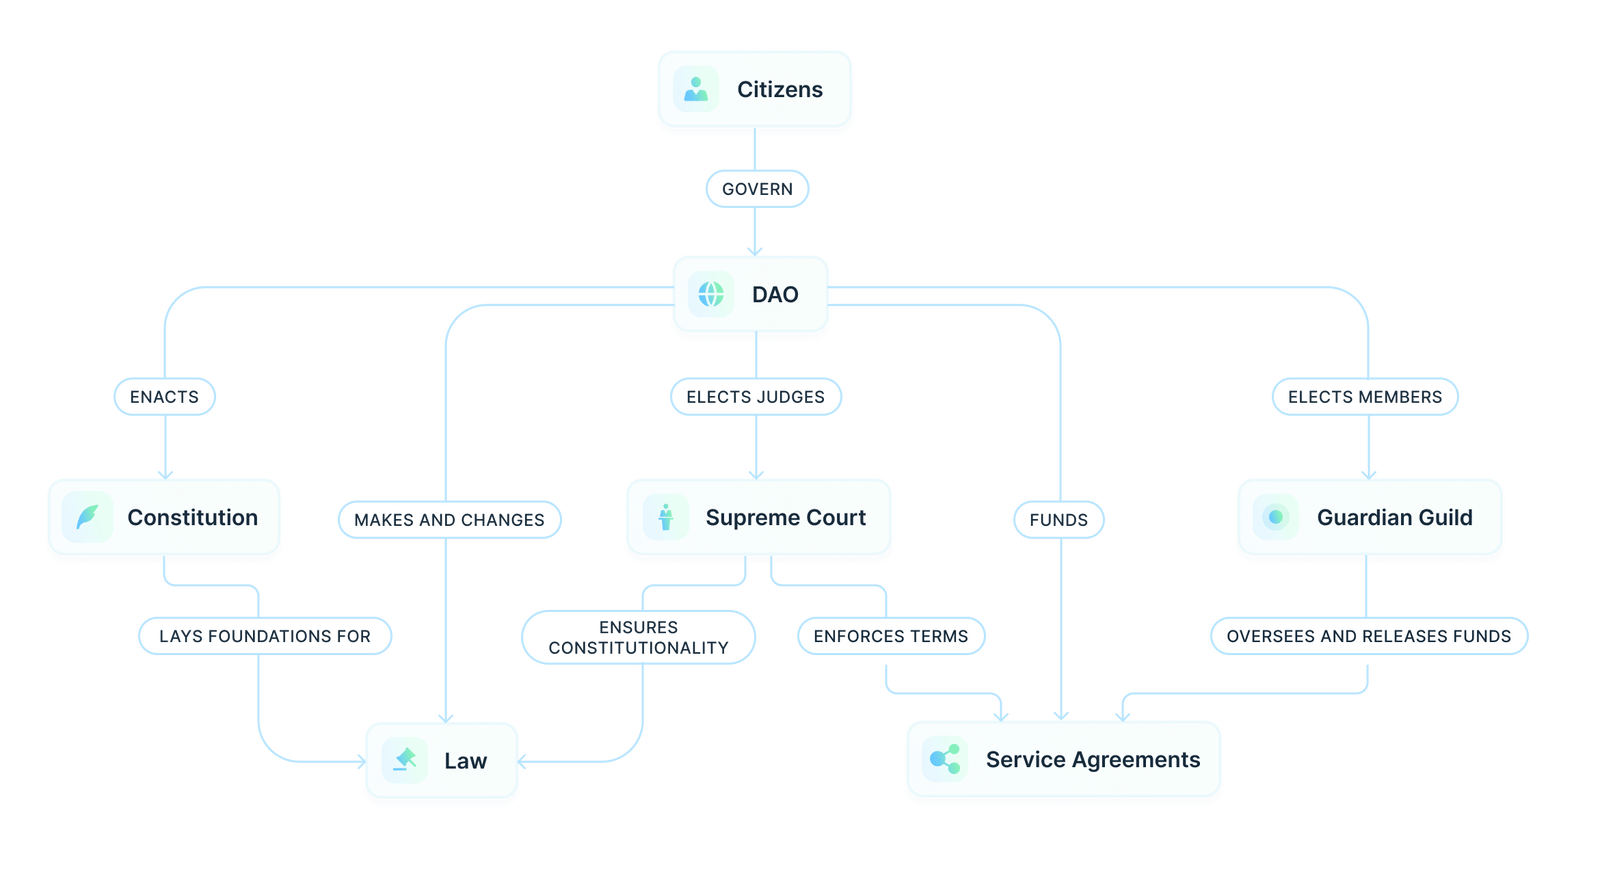 Citizens
GOVERN
DAO
ENACTS
ELECTS JUDGES
ELECTS MEMBERS
Constitution
MAKES AND CHANGES
Supreme Court
FUNDS
Guardian Guild
LAYS FOUNDATIONS FOR
ENSURES
CONSTITUTIONALITY
ENFORCES TERMS
OVERSEES AND RELEASES FUNDS
Law
Service Agreements